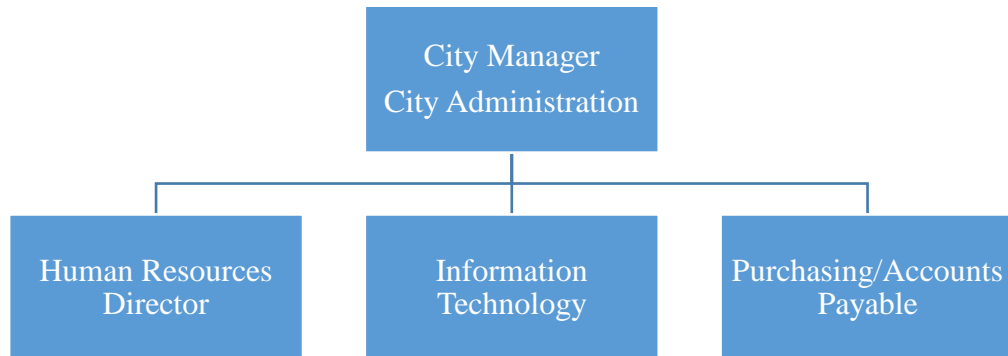 City Manager
City Administration
Human Resources
Director
Information
Technology
Purchasing/Accounts
Payable